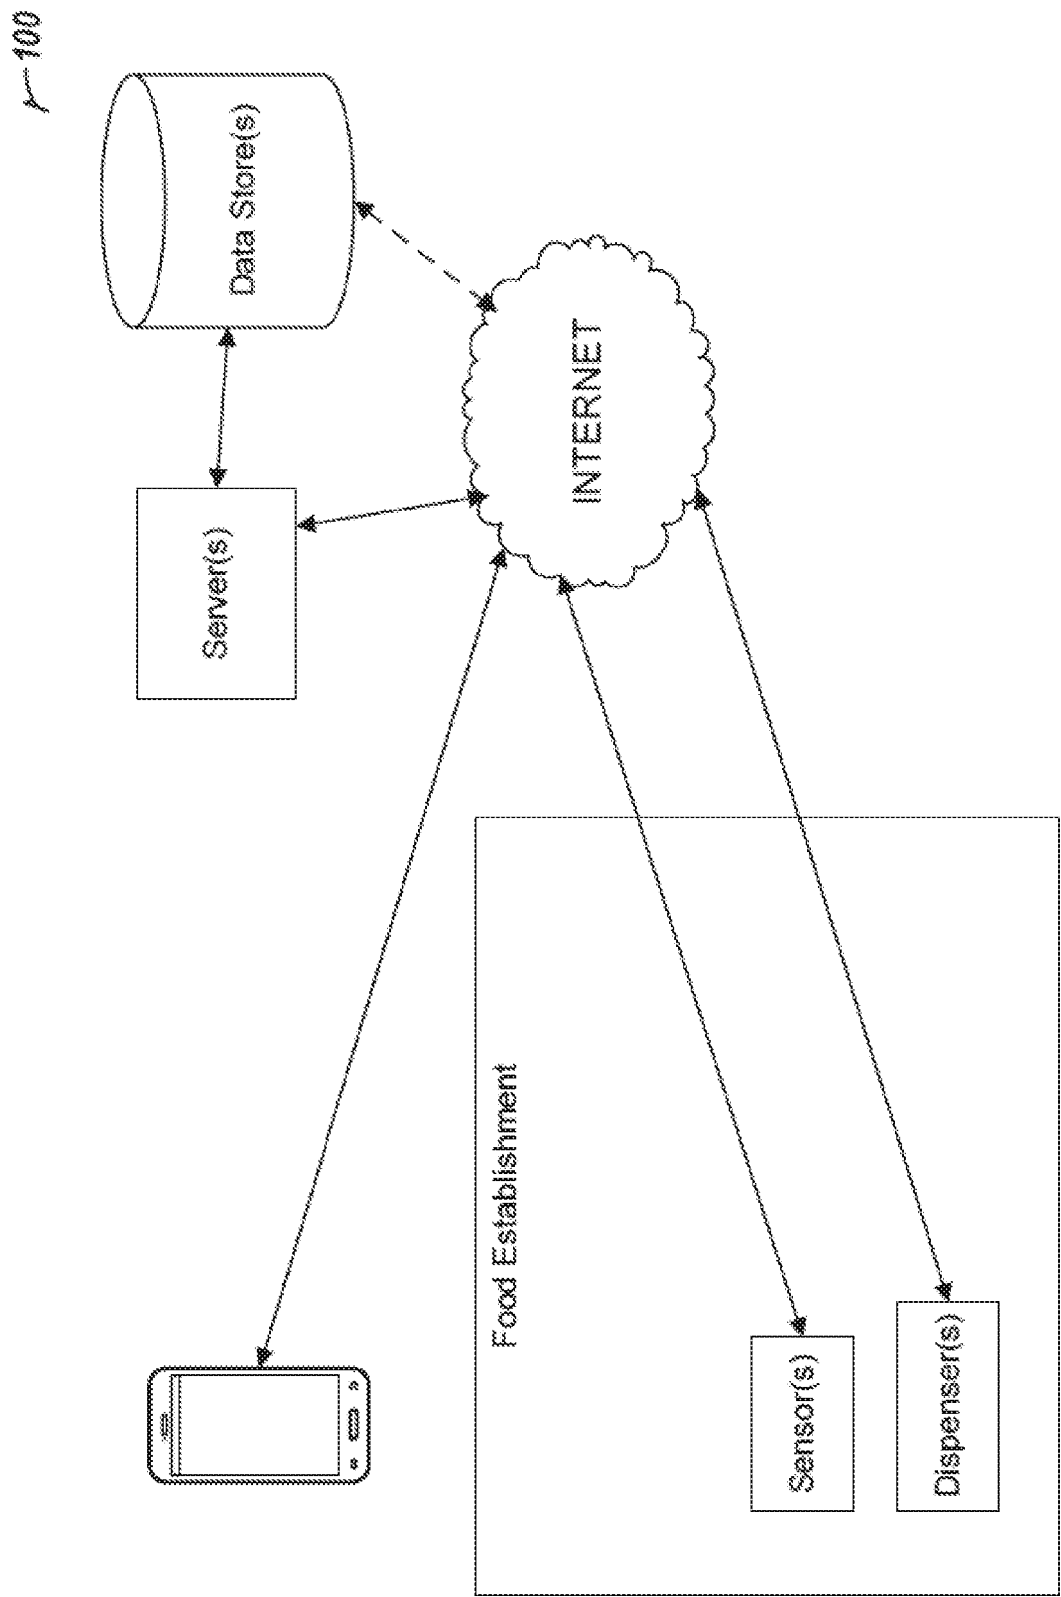 100
Data Store(s)
Server(s)
INTERNET
Food Establishment
Sensor(s)
Dispenser(s)